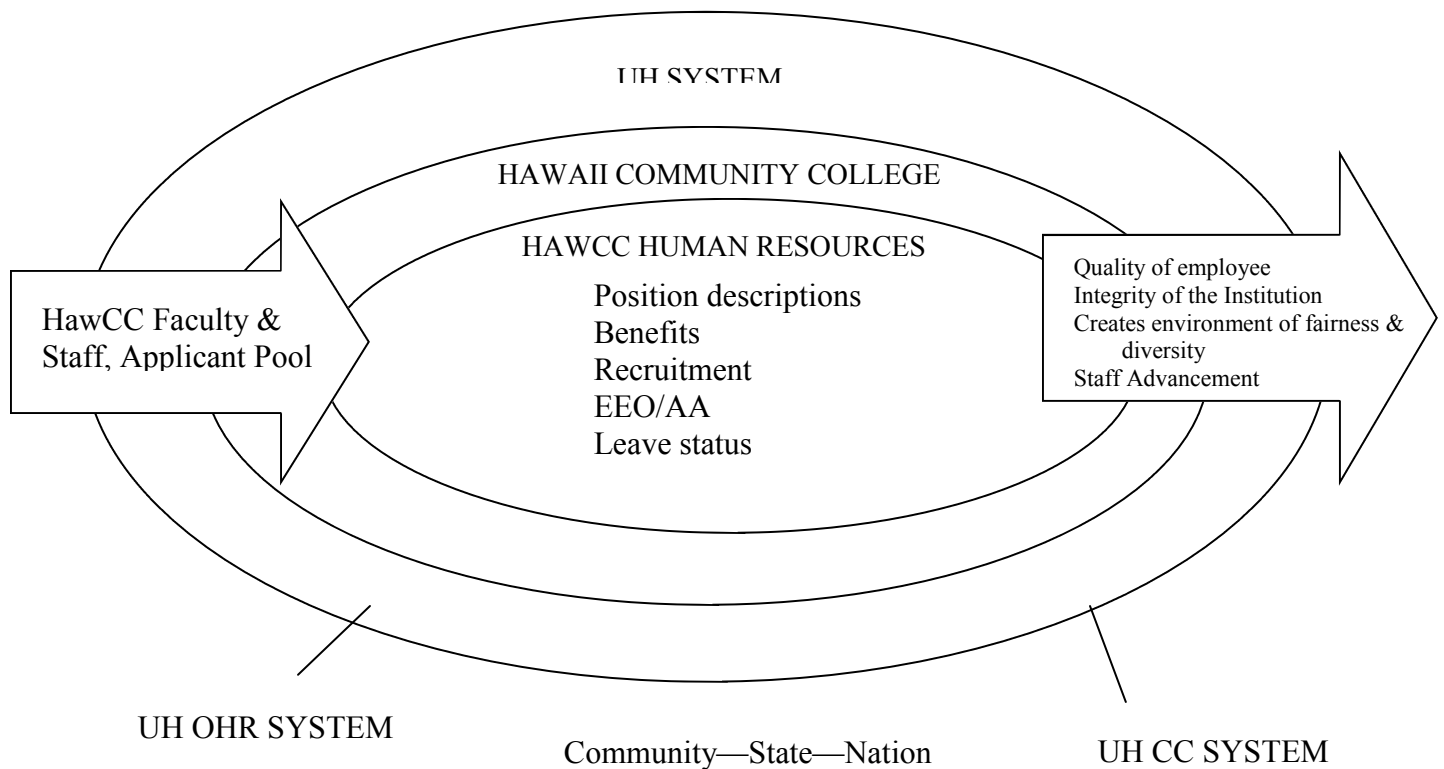 UH SYSTEM
HAWAII COMMUNITY COLLEGE
HAWCC HUMAN RESOURCES
Position descriptions
Benefits
Recruitment
EEO/AA
Leave status
HawCC Faculty &
Staff, Applicant Pool
Quality of employee
Integrity of the Institution
Creates environment of fairness &
diversity
Staff Advancement
UH OHR SYSTEM
Community—State—Nation
UH CC SYSTEM